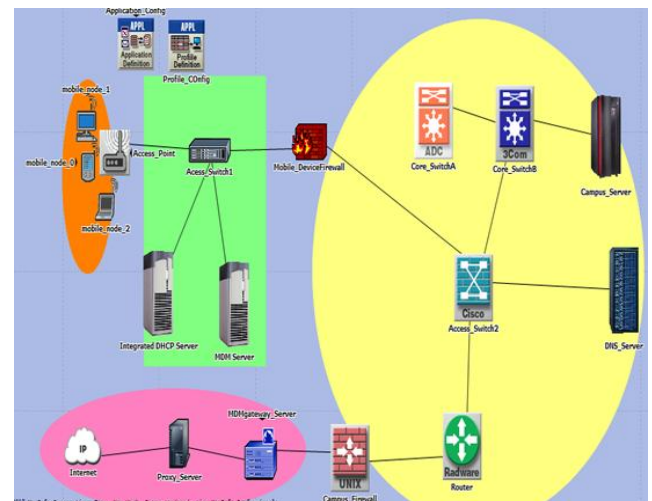 Application_Config
APPL
Application
Definition
APPL
Profile
Definition
Profile_COnfig
mobile_node_1
mobile_node_0
mobile_node_2
Access_Point
Acess_Switch1
Mobile_DeviceFirewall
ADC
Core_SwitchA
3Com
Core_SwitchB
Campus_Server
Cisco
Access_Switch2
DNS_Server
Integrated DHCP Server
MDM Server
MDMgateway_Server
IP
Internet
Proxy_Server
UNIX
Campus_Firewall
Radware
Router